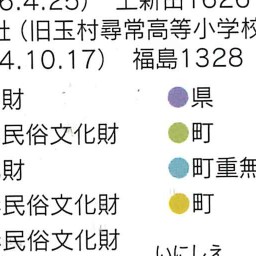 6.4.25） 上新田1626
社（旧玉村尋常高等小学校
4.10.17） 福島1328
財 県
民俗文化財 町
財 町重無
民俗文化財 町
民俗文化財
いにしえ